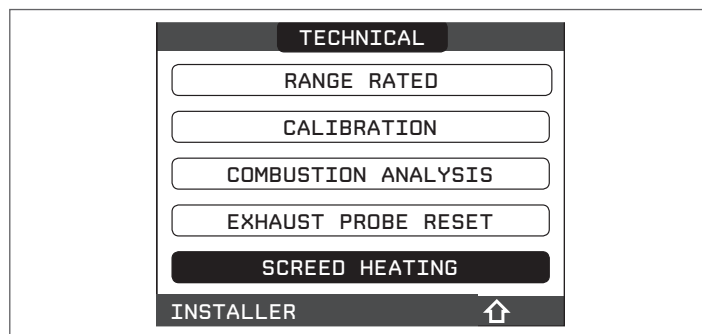 TECHNICAL
RANGE RATED
CALIBRATION
COMBUSTION ANALYSIS
EXHAUST PROBE RESET
SCREED HEATING
INSTALLER